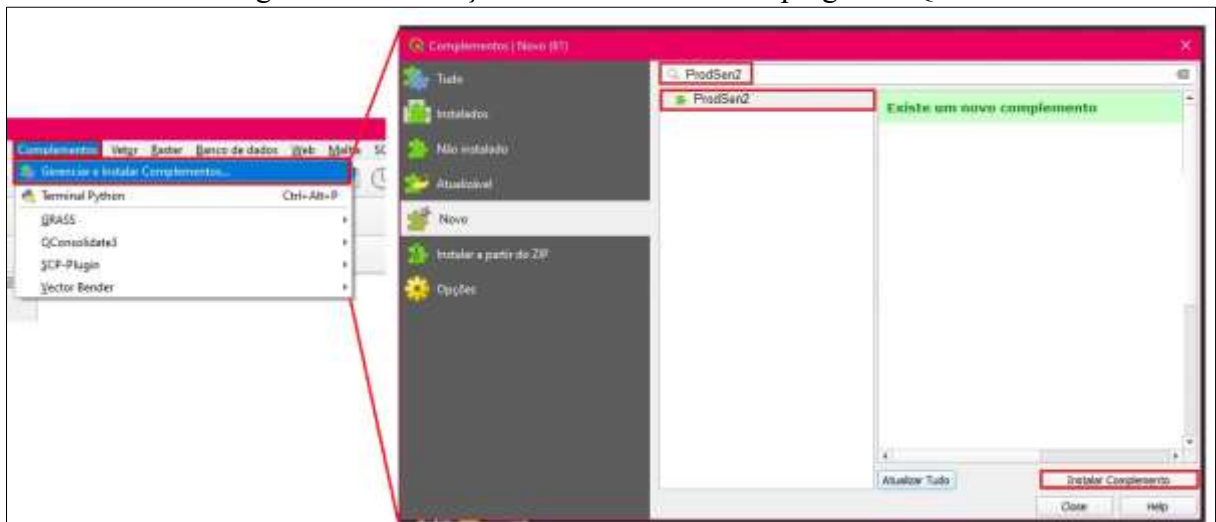 Complementos | Novo (81)
Tudo
Instalados
Não instalado
Atualizável
Novo
Instalar a partir do ZIP
Opções
ProdSen2
ProdSen2
Existe um novo complemento
Atualizar Tudo
Instalar Complemento
Close
Help
Complementos Vetor Raster Banco de dados Web Malha SC
Gerenciar e Instalar Complementos...
Terminal Python Ctrl+Alt+P
GRASS
QConsolidate3
SCP-Plugin
Vector Bender